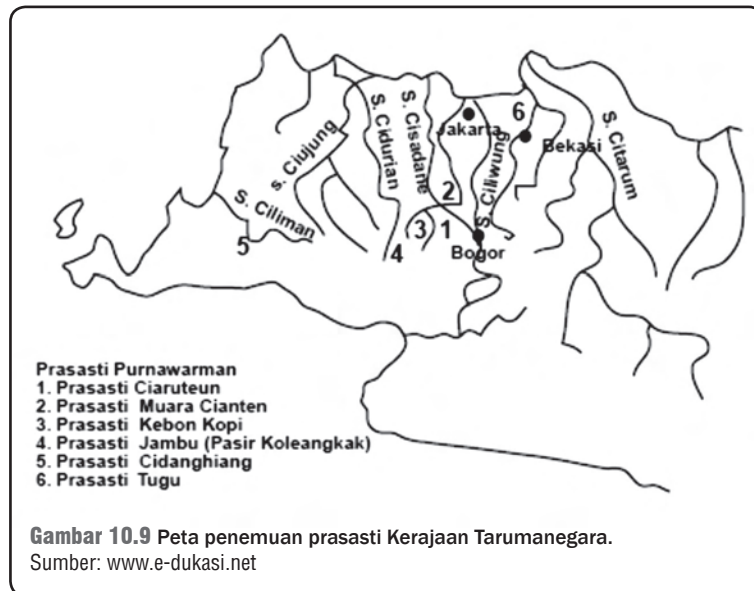 S. Ciliman
s. Ciujung
S. Cidurian
S. Cisadane
Jakarta
S. Ciliwung
Bekasi
S. Citarum
Bogor
1
2
3
4
5
6
Prasasti Purnawarman
1. Prasasti Ciaruteun
2. Prasasti Muara Cianten
3. Prasasti Kebon Kopi
4. Prasasti Jambu (Pasir Koleangkak)
5. Prasasti Cidanghiang
6. Prasasti Tugu
Gambar 10.9 Peta penemuan prasasti Kerajaan Tarumanegara.
Sumber: www.e-dukasi.net